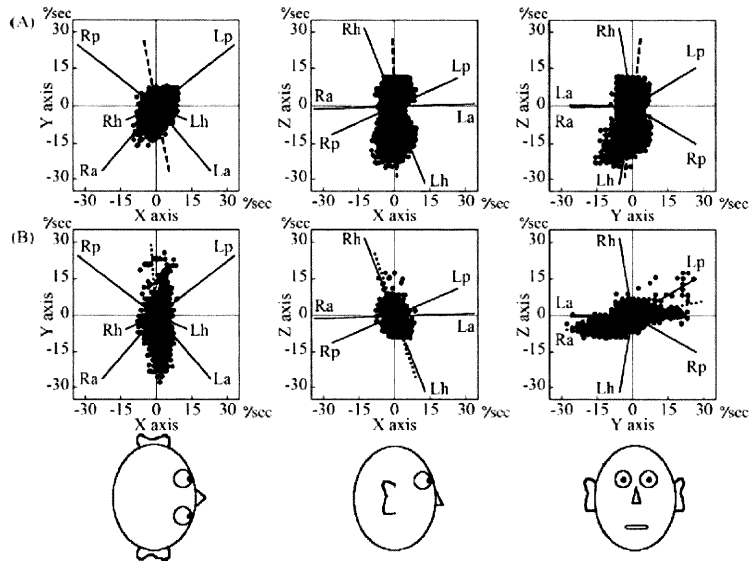 (A)
°/sec
Rp Lp
Rh Lh
Ra La
30
15
0
-15
-30
Y axis
-30 -15 0 15 30 °/sec
X axis
°/sec
Rh
Lp
Ra
La
Rp
Lh
30
15
0
-15
-30
Z axis
-30 -15 0 15 30 °/sec
X axis
°/sec
Rh
Lp
La
Ra
Rp
Lh
30
15
0
-15
-30
Z axis
-30 -15 0 15 30 °/sec
Y axis
(B)
°/sec
Rp Lp
Rh Lh
Ra La
30
15
0
-15
-30
Y axis
-30 -15 0 15 30 °/sec
X axis
°/sec
Rh
Lp
Ra
La
Rp
Lh
30
15
0
-15
-30
Z axis
-30 -15 0 15 30 °/sec
X axis
°/sec
Rh
Lp
La
Ra
Rp
Lh
30
15
0
-15
-30
Z axis
-30 -15 0 15 30 °/sec
Y axis